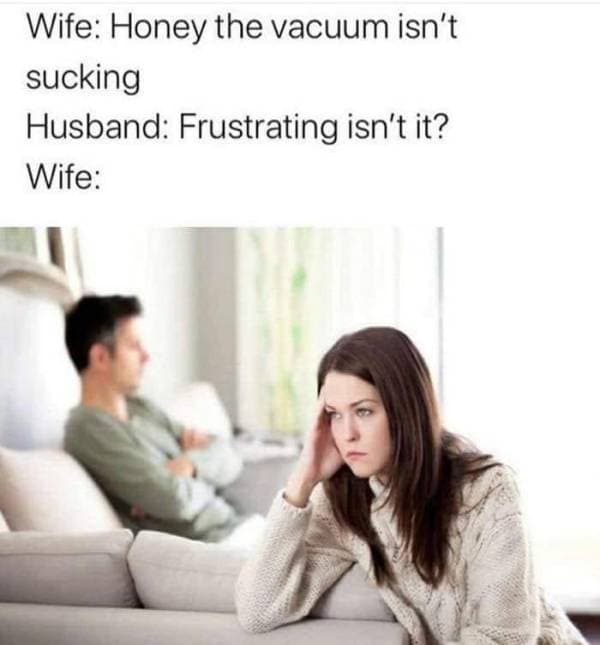 Wife: Honey the vacuum isn't
sucking
Husband: Frustrating isn't it?
Wife: